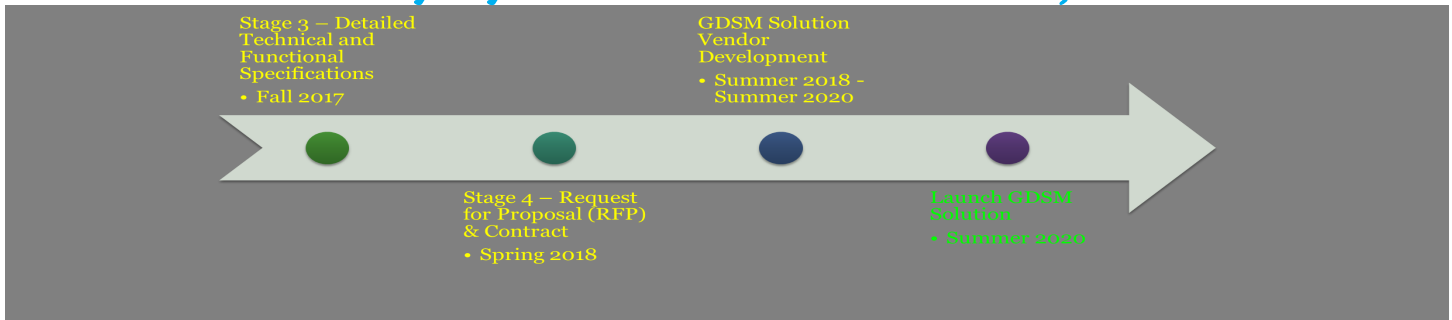 Stage 3 – Detailed
Technical and
Functional
Specifications
• Fall 2017
Stage 4 – Request
for Proposal (RFP)
& Contract
• Spring 2018
GDSM Solution
Vendor
Development
• Summer 2018 -
Summer 2020
Launch GDSM
Solution
• Summer 2020